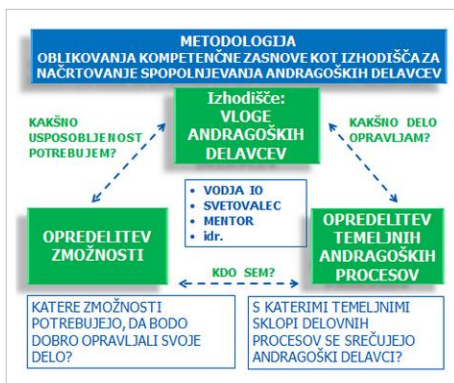 METODOLOGIJA
OBLIKOVANJA KOMPETENČNE ZASNOVE KOT IZHODIŠČA ZA
NAČRTOVANJE SPOPOLNJEVANJA ANDRAGOŠKIH DELAVCEV
Izhodišče:
VLOGE
ANDRAGOŠKIH
DELAVCEV
KAKŠNO
USPOSOBLJENOST
POTREBUJEM?
KAKŠNO DELO
OPRAVLJAM?
• VODJA IO
• SVETOVALEC
• MENTOR
• idr.
OPREDELITEV
ZMOŽNOSTI
OPREDELITEV
TEMELJNIH
ANDRAGOŠKIH
PROCESOV
KDO SEM?
KATERE ZMOŽNOSTI
POTREBUJEJO, DA BODO
DOBRO OPRAVLJALI SVOJE
DELO?
S KATERIMI TEMELJNIMI
SKLOPI DELOVNIH
PROCESOV SE SREČUJEJO
ANDRAGOŠKI DELAVCI?